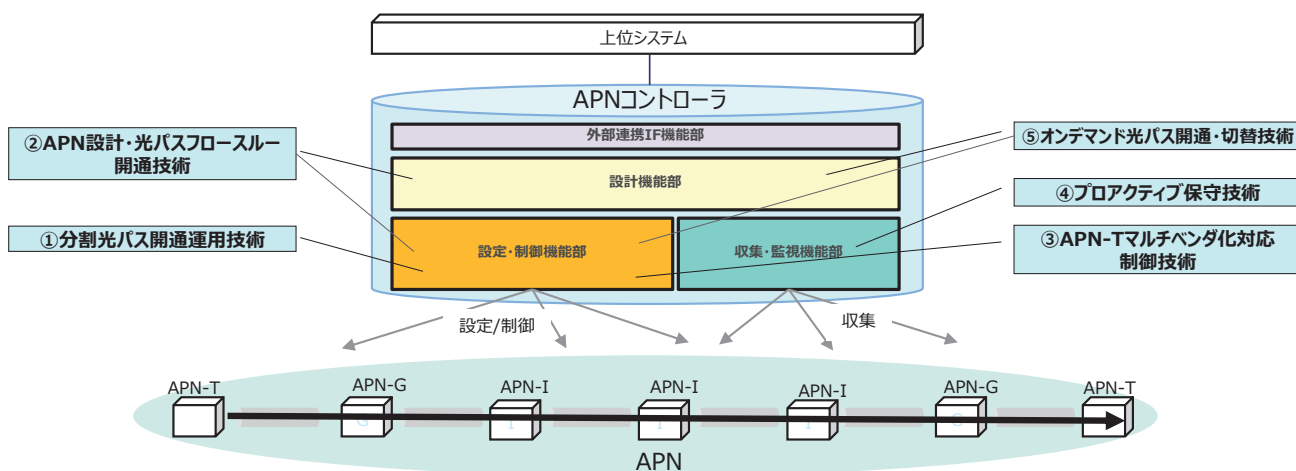 上位システム
APNコントローラ
外部連携IF機能部
②APN設計・光パスフロースルー
開通技術
⑤オンデマンド光パス開通・切替技術
設計機能部
④プロアクティブ保守技術
①分割光パス開通運用技術
設定・制御機能部
収集・監視機能部
③APN-Tマルチベンダ化対応
制御技術
設定/制御
収集
APN-T
APN-G
APN-I
APN-I
APN-I
APN-G
APN-T
G
I
I
I
G
APN